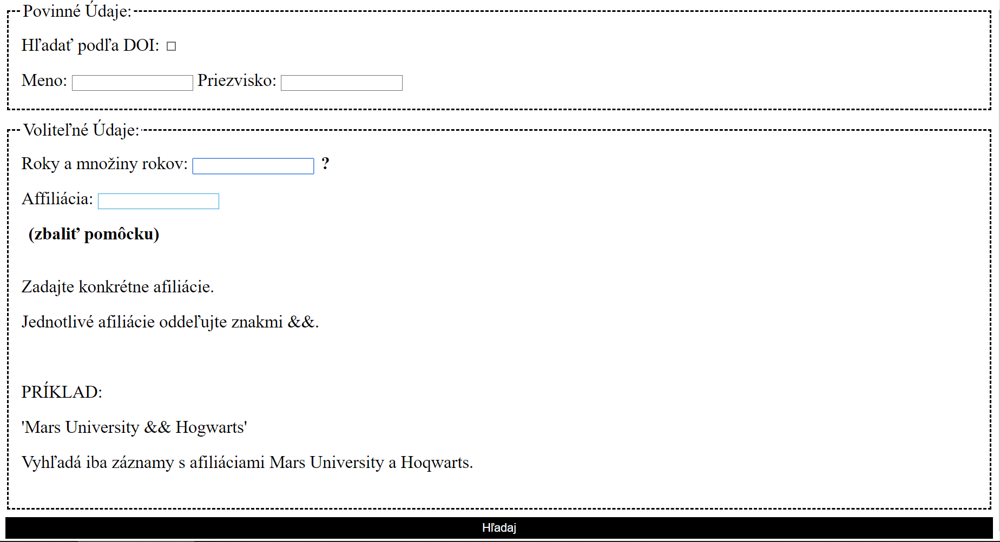 Povinné Údaje:
Hľadať podľa DOI:
Meno: Priezvisko:
Voliteľné Údaje:
Roky a množiny rokov: ?
Affiliácia:
(zbaliť pomôcku)
Zadajte konkrétne afiliácie.
Jednotlivé afiliácie oddeľujte znakmi &&.
PRÍKLAD:
'Mars University && Hogwarts'
Vyhľadá iba záznamy s afiliáciami Mars University a Hoqwarts.
Hľadaj